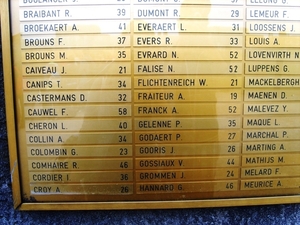 BRAIBANT R. 39 DUMONT R. 29 LEMEUR F.
BROEKAERT A. 41 EVERAERT L. 31 LOOSSENS J.
BROUNS F. 37 EVERS R. 33 LOUIS A.
BROUNS M. 35 EVRARD N. 52 LOVENVIRTH N
CAIVEAU J. 21 FALISE N. 52 LUPPENS G.
CANIPS T. 34 FLICHTENREICH W. 21 MACKELBERGH
CASTERMANS D. 32 FRAITEUR A. 19 MAENEN D.
CAUWEL F. 58 FRANCK A. 52 MALEVEZ Y.
CHERON L. 40 GELENNE P. 35 MAQUE L.
COLLIN A. 34 GODAERT P. 27 MARCHAL P.
COLOMBIN G. 23 GOORIS J. 26 MARTING A.
COMHAIRE R. 46 GOSSIAUX V. 44 MATHIJS M.
CORDIER I. 36 GROMMEN J. 24 MELARD F.
CROY A. 26 HANNARD G. 46 MEURICE A.